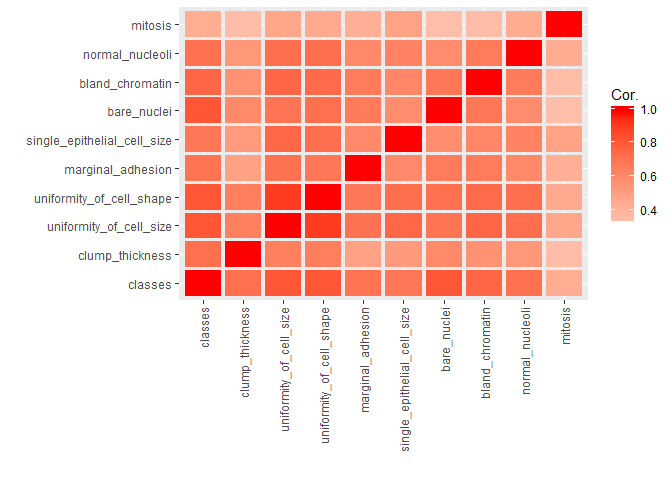 mitosis
normal_nucleoli
bland_chromatin
bare_nuclei
single_epithelial_cell_size
marginal_adhesion
uniformity_of_cell_shape
uniformity_of_cell_size
clump_thickness
classes
classes
clump_thickness
uniformity_of_cell_size
uniformity_of_cell_shape
marginal_adhesion
single_epithelial_cell_size
bare_nuclei
bland_chromatin
normal_nucleoli
mitosis
Cor.
1.0
0.8
0.6
0.4